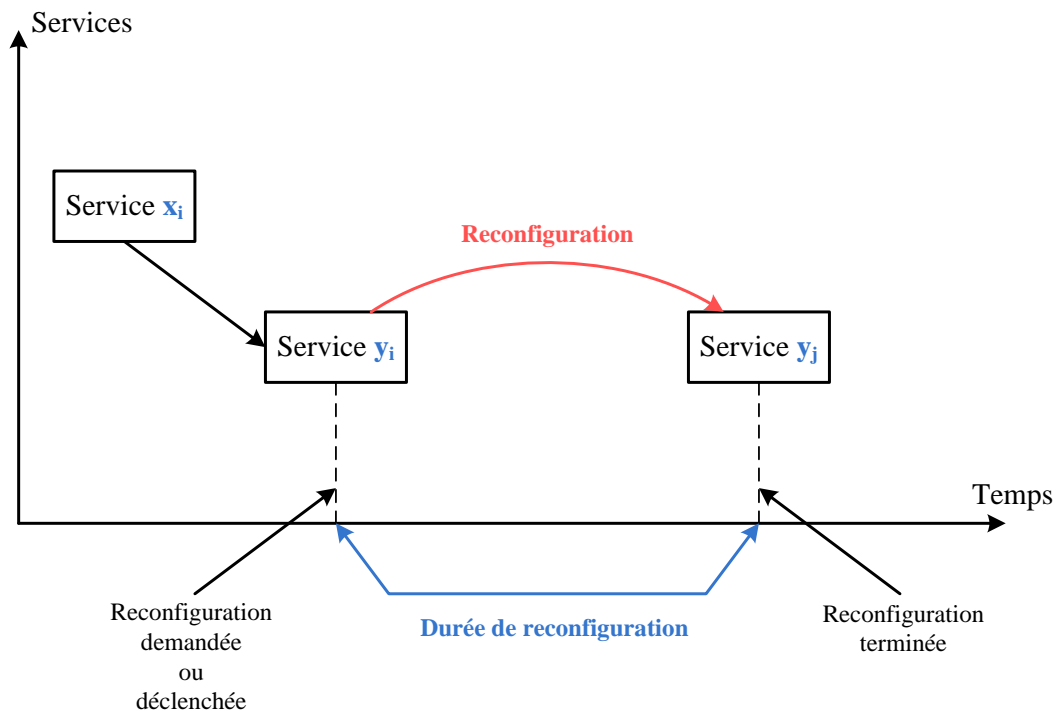 Services
Service xi
Reconfiguration
Service yi
Service yj
Temps
Reconfiguration
demandée
ou
déclenchée
Durée de reconfiguration
Reconfiguration
terminée